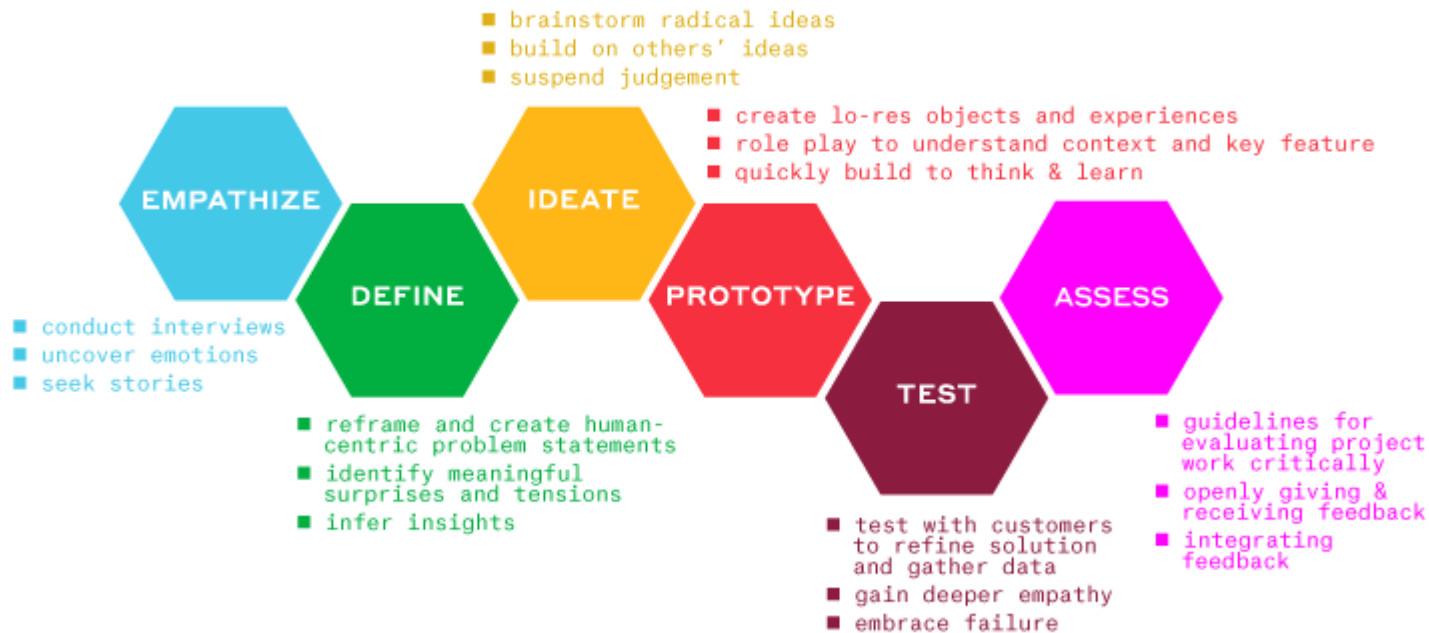 EMPATHIZE
■ conduct interviews
■ uncover emotions
■ seek stories
DEFINE
■ reframe and create human-
centric problem statements
■ identify meaningful
surprises and tensions
■ infer insights
■ brainstorm radical ideas
■ build on others’ ideas
■ suspend judgement
IDEATE
■ create lo-res objects and experiences
■ role play to understand context and key feature
■ quickly build to think & learn
PROTOTYPE
TEST
■ test with customers
to refine solution
and gather data
■ gain deeper empathy
■ embrace failure
ASSESS
■ guidelines for
evaluating project
work critically
■ openly giving &
receiving feedback
■ integrating
feedback